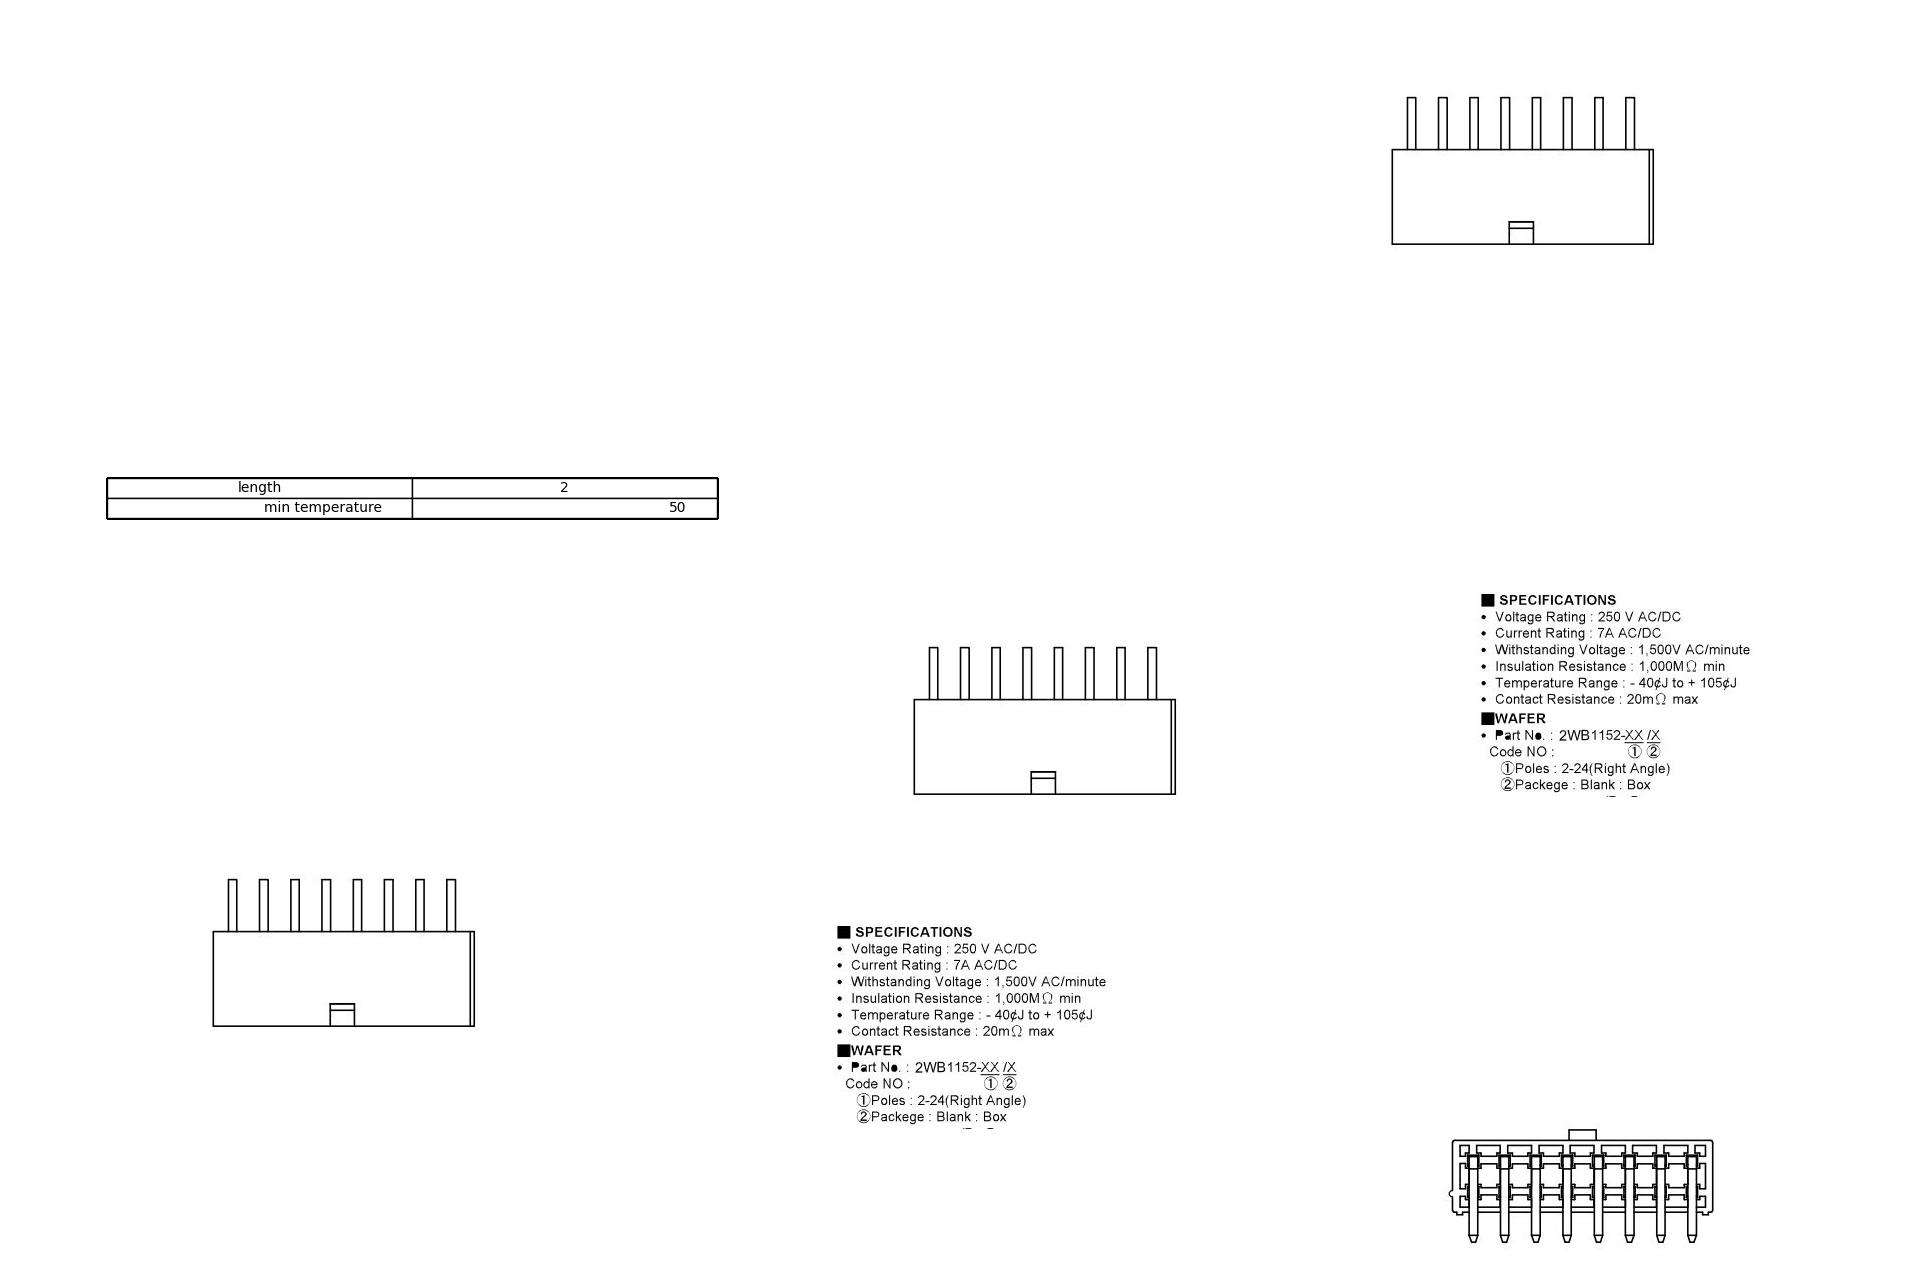 length 2
min temperature 50
■ SPECIFICATIONS
• Voltage Rating : 250 V AC/DC
• Current Rating : 7A AC/DC
• Withstanding Voltage : 1,500V AC/minute
• Insulation Resistance : 1,000MΩ min
• Temperature Range : - 40¢J to + 105¢J
• Contact Resistance : 20mΩ max
■WAFER
• Part No. : 2WB1152-XX /X
Code NO : ① ②
①Poles : 2-24(Right Angle)
②Packege : Blank : Box
■ SPECIFICATIONS
• Voltage Rating : 250 V AC/DC
• Current Rating : 7A AC/DC
• Withstanding Voltage : 1,500V AC/minute
• Insulation Resistance : 1,000MΩ min
• Temperature Range : - 40¢J to + 105¢J
• Contact Resistance : 20mΩ max
■WAFER
• Part No. : 2WB1152-XX /X
Code NO : ① ②
①Poles : 2-24(Right Angle)
②Packege : Blank : Box